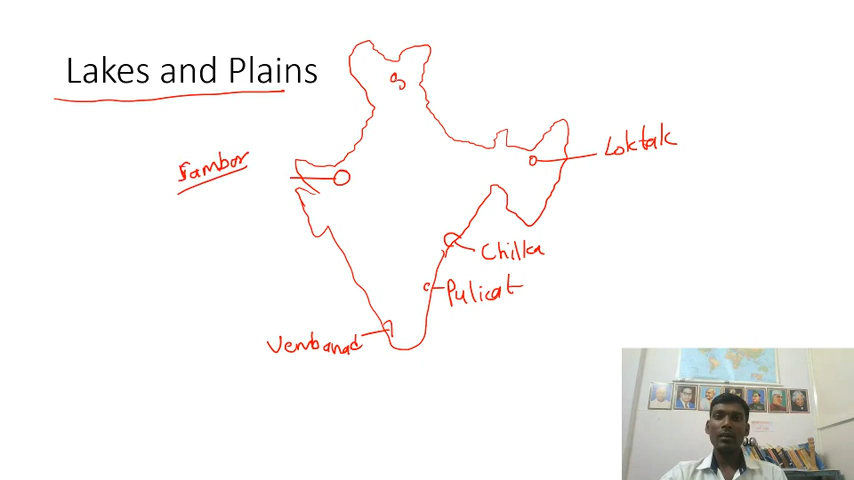 Lakes and Plains
Loktak
Sambar
Chilka
Pulicat
Vembanad